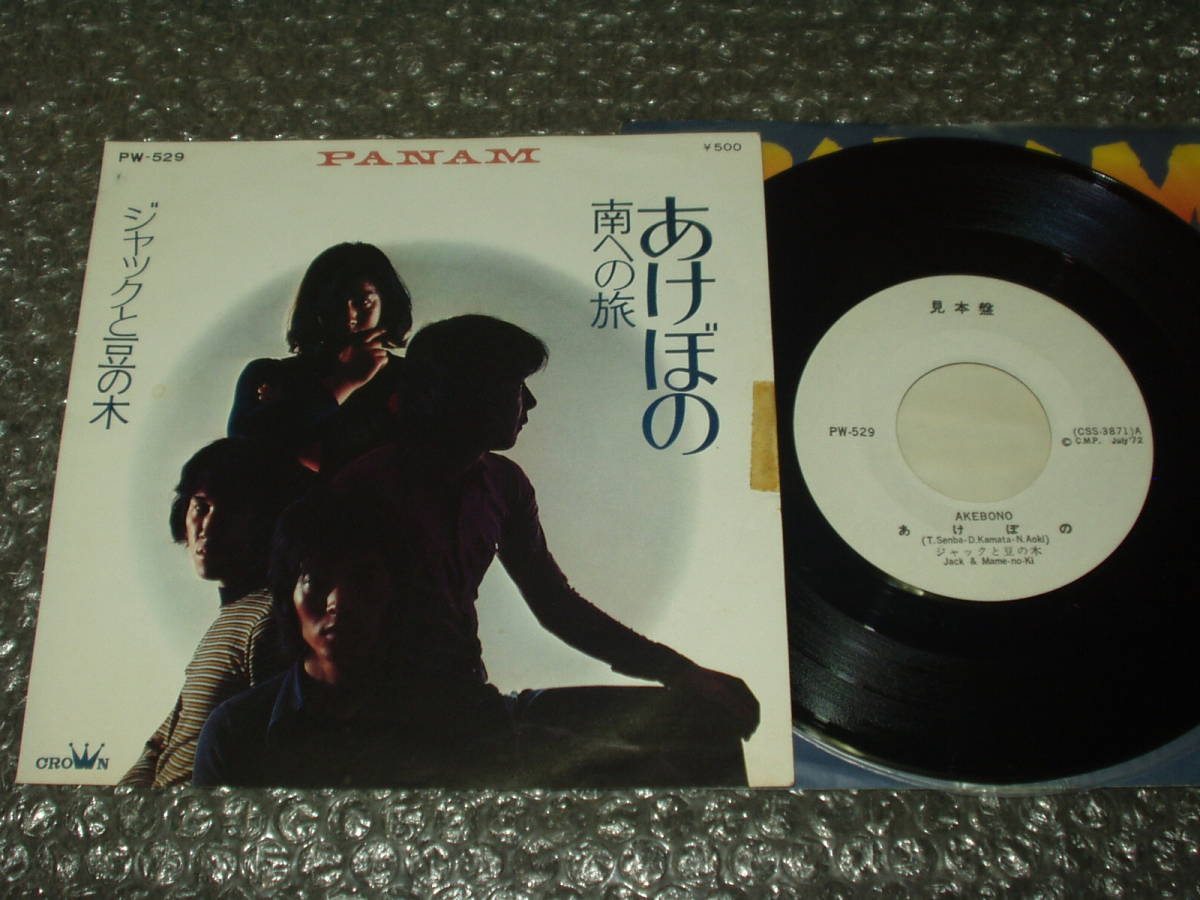 PW-529
PANAM
¥500
あけぼの
南への旅
ジャックと豆の木
CROWN
見本盤
PW-529
(CSS-3871)A
© C.M.P. July'72
AKEBONO
あけぼの
(T.Senba-D.Kamata-N.Aoki)
ジャックと豆の木
Jack & Mame-no-Ki